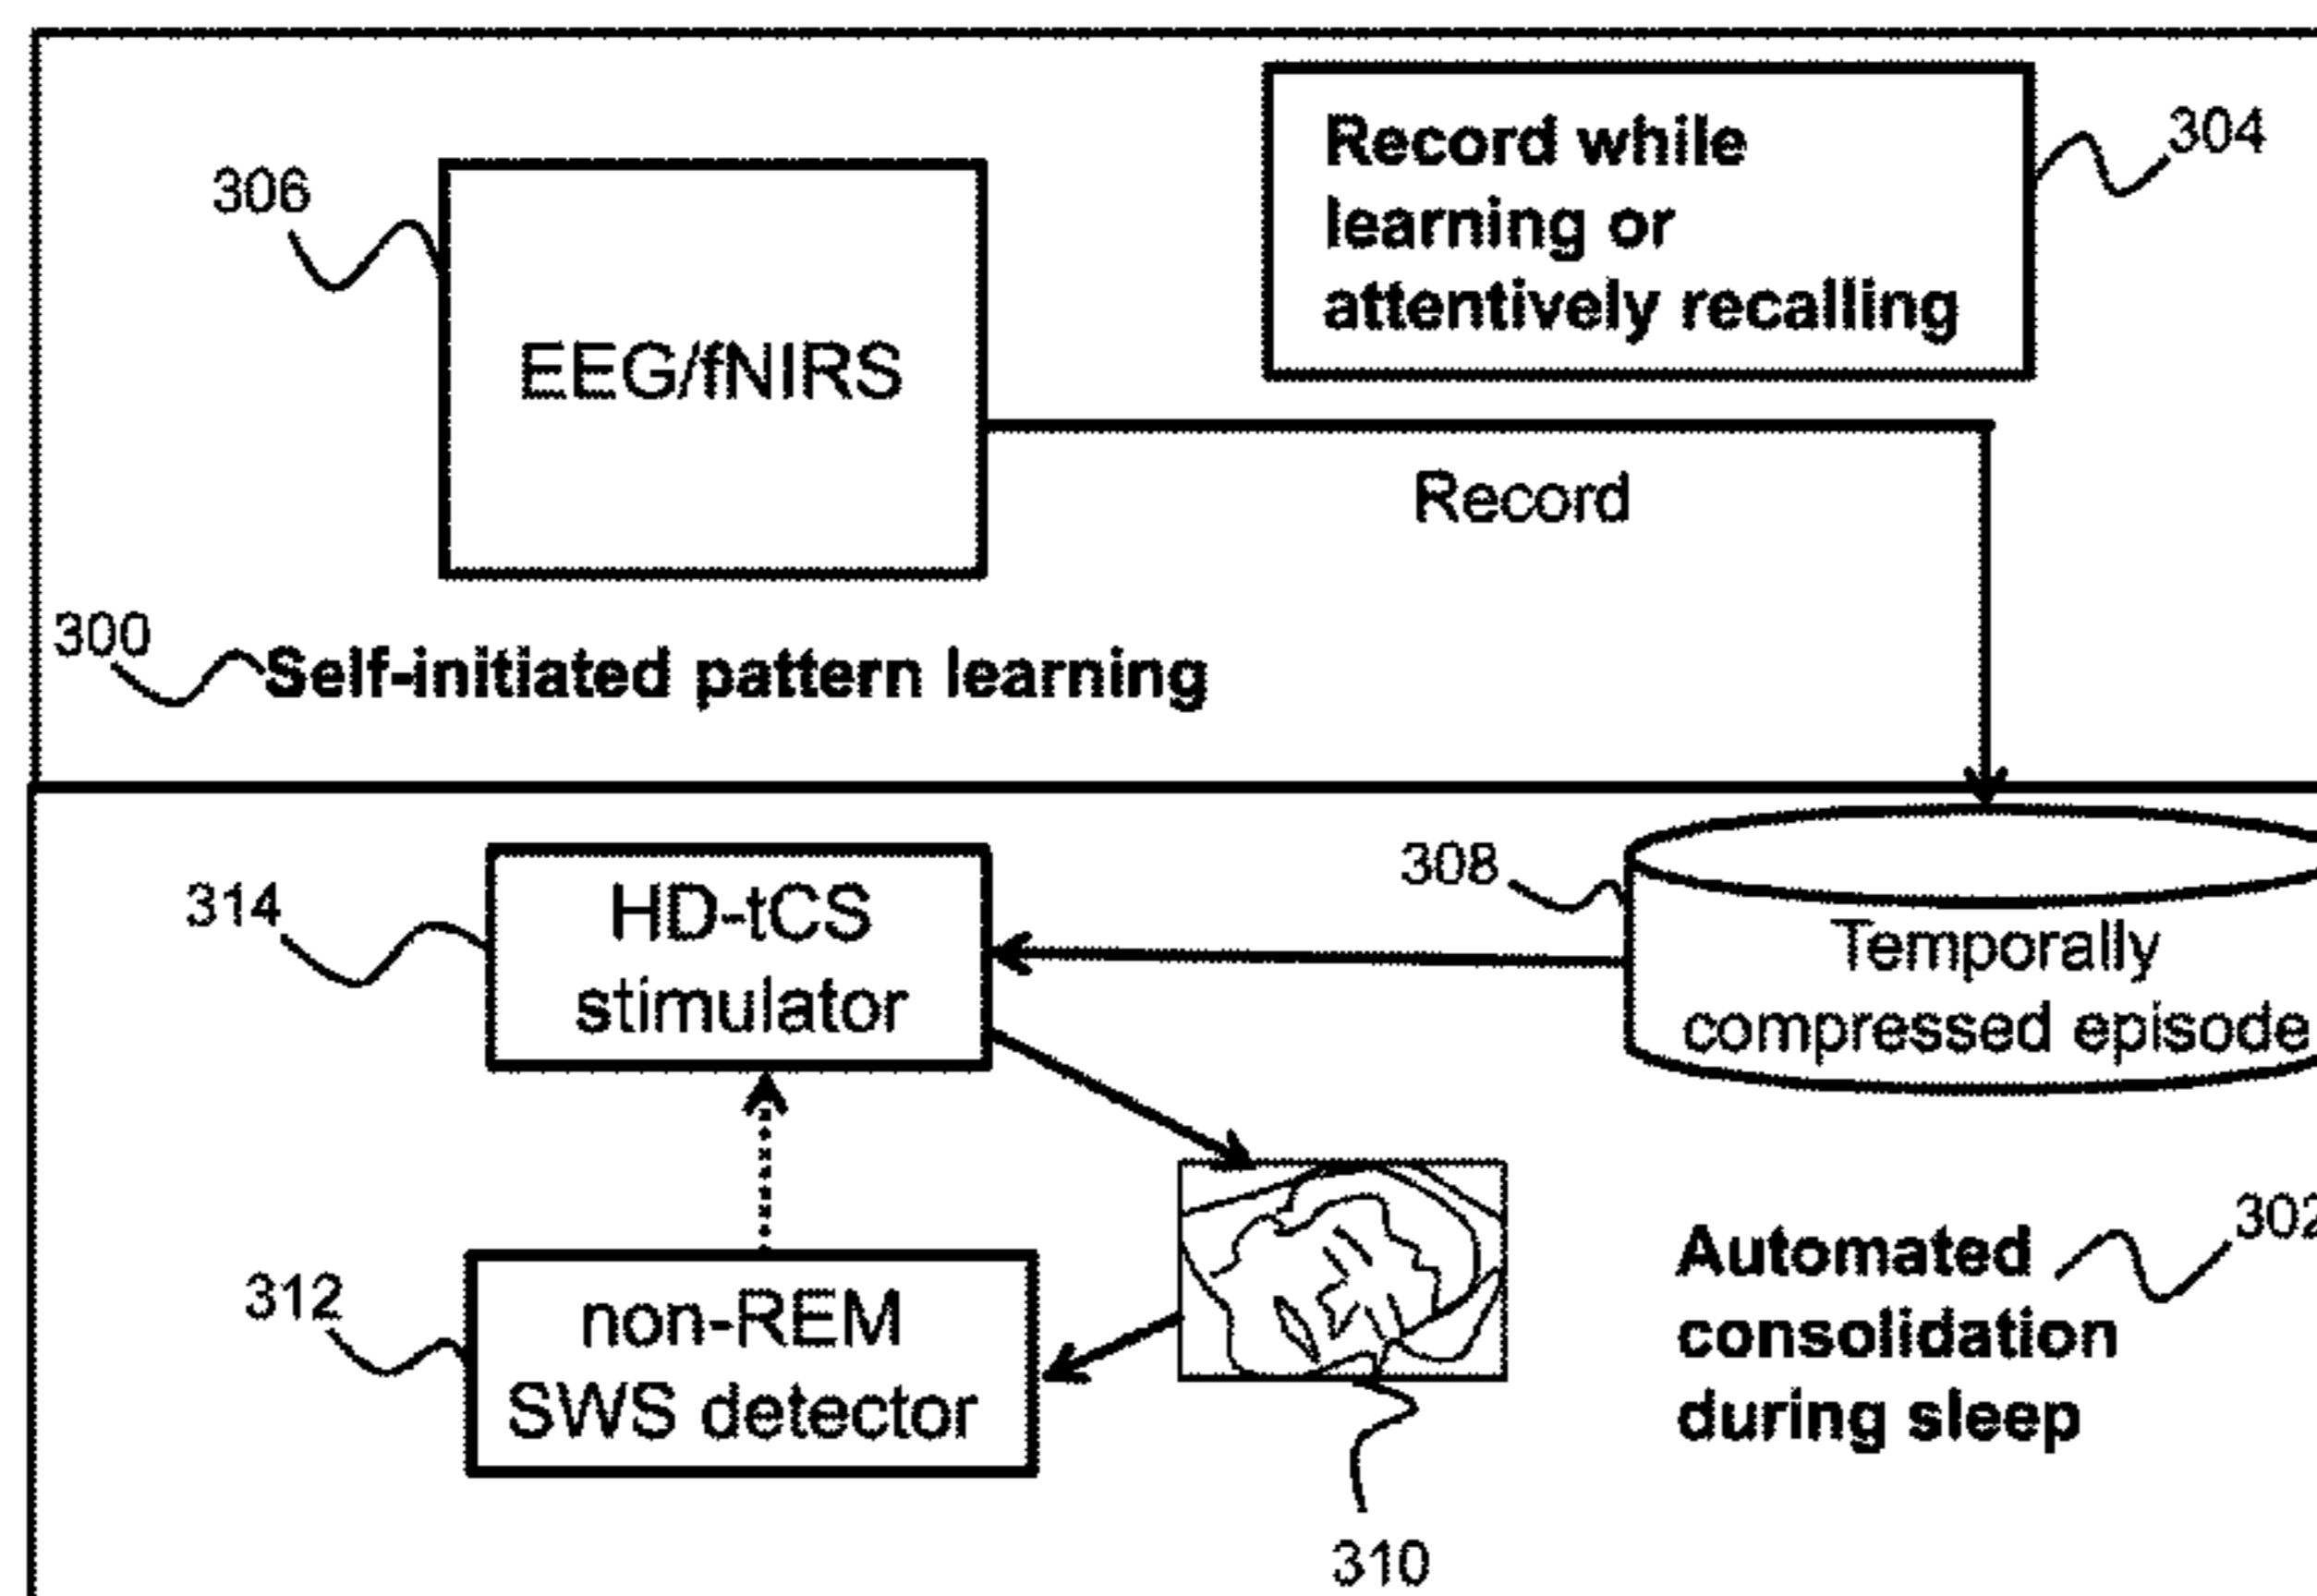 304
Record while
learning or
attentively recalling
306
EEG/fNIRS
Record
300
Self-initiated pattern learning
314
HD-tCS
stimulator
308
Temporally
compressed episode
312
non-REM
SWS detector
302
Automated
consolidation
during sleep
310